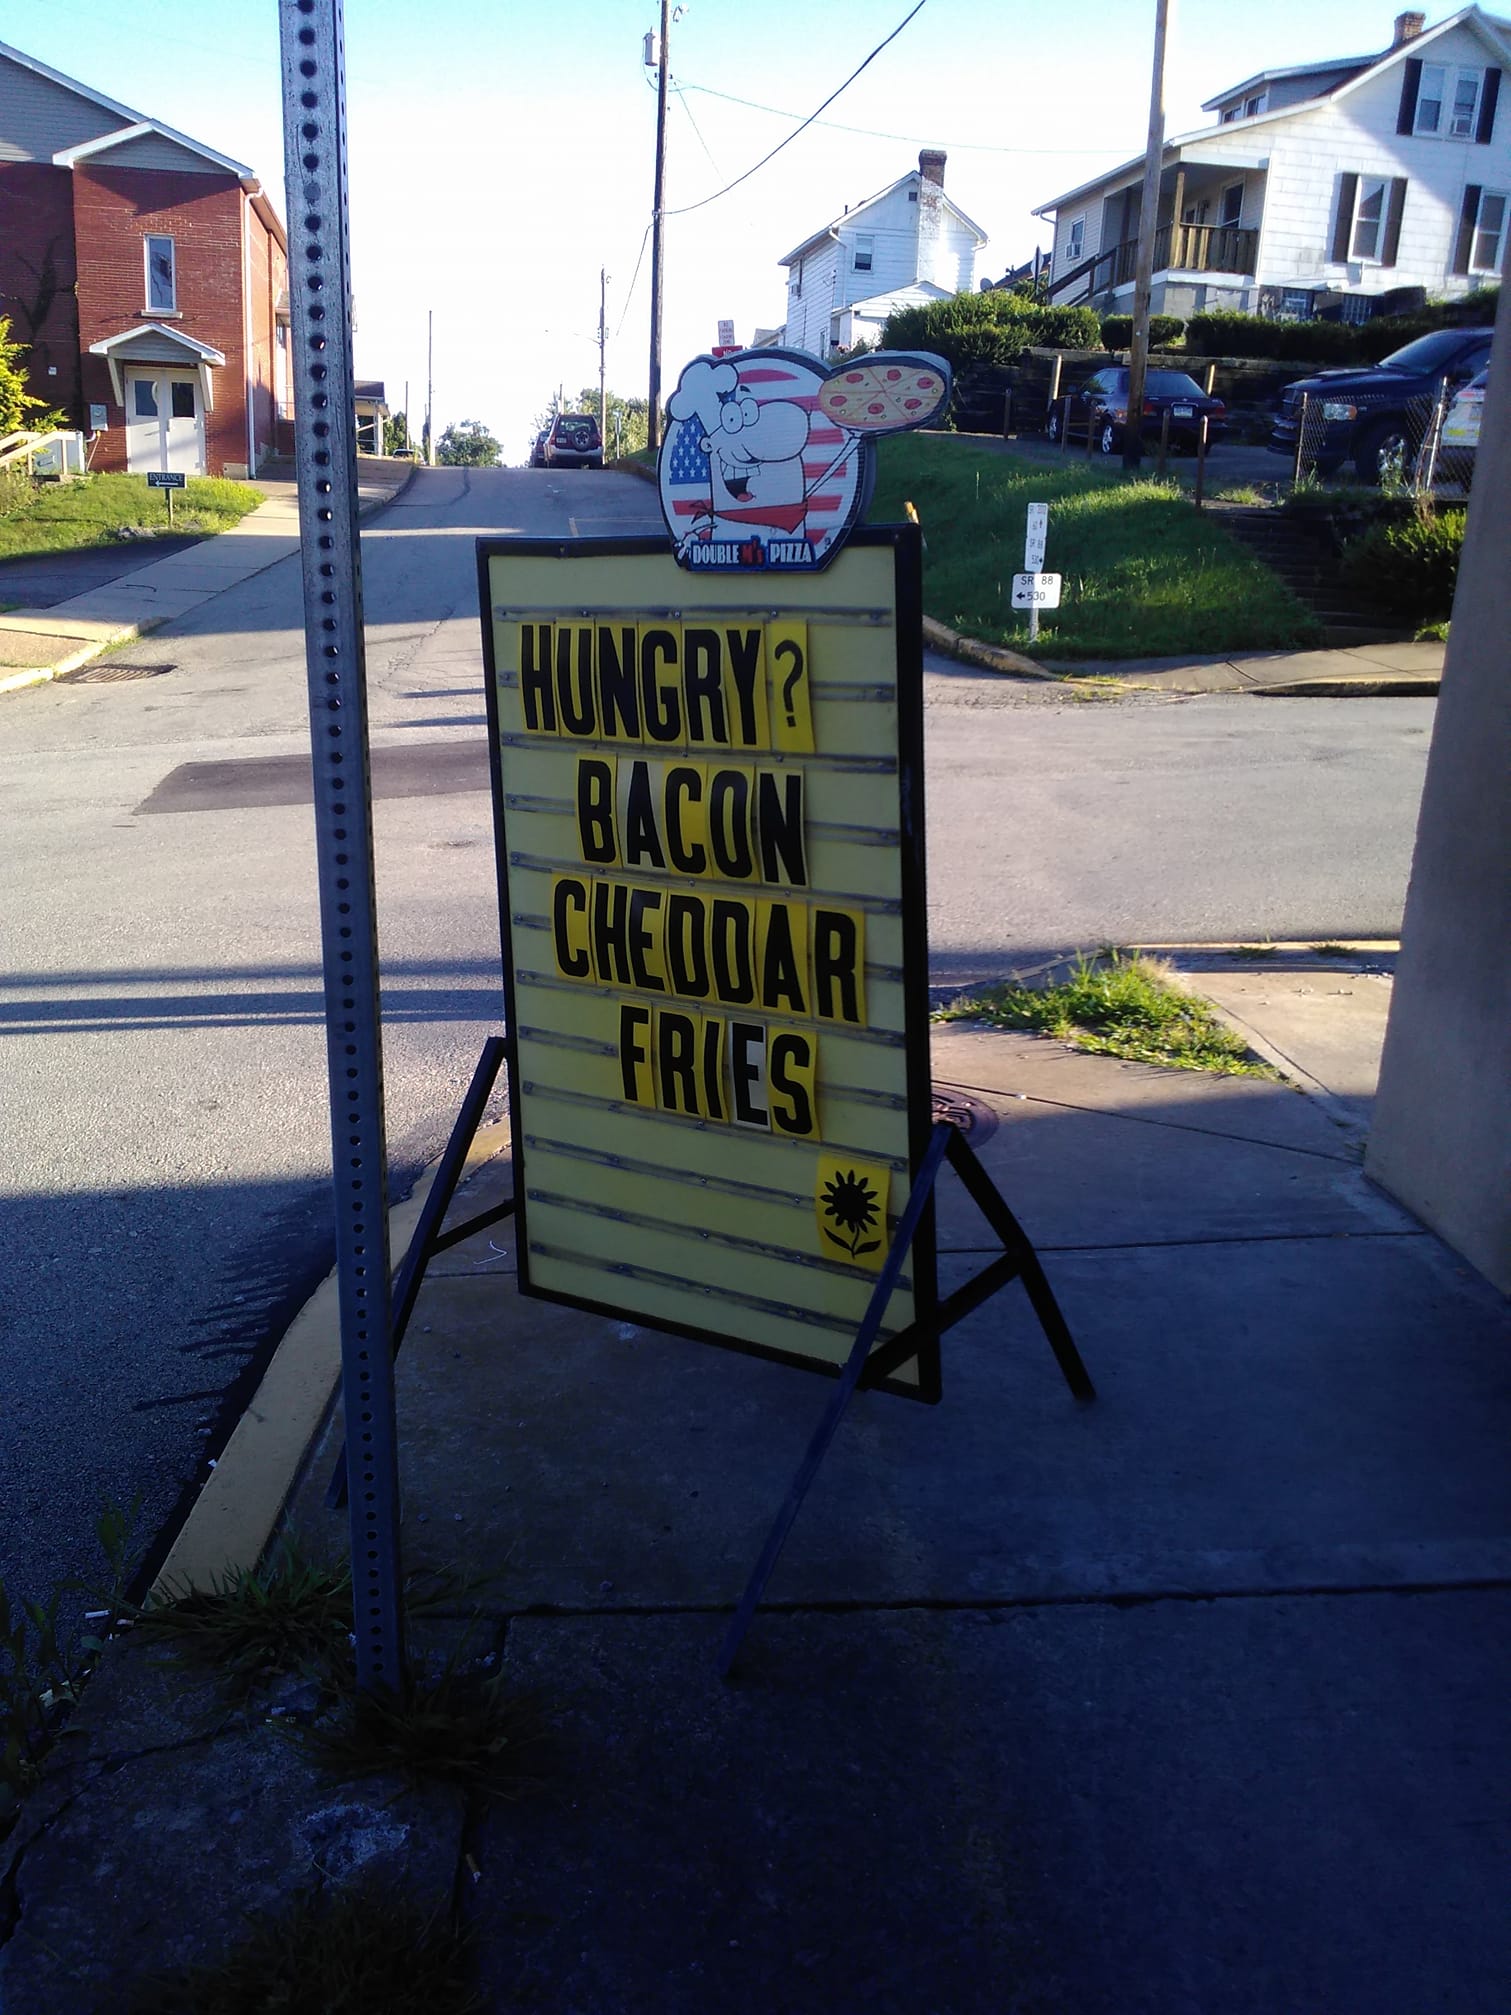 ENTRANCE
DOUBLE M's PIZZA
HUNGRY?
BACON
CHEDDAR
FRIES
SR 88
530